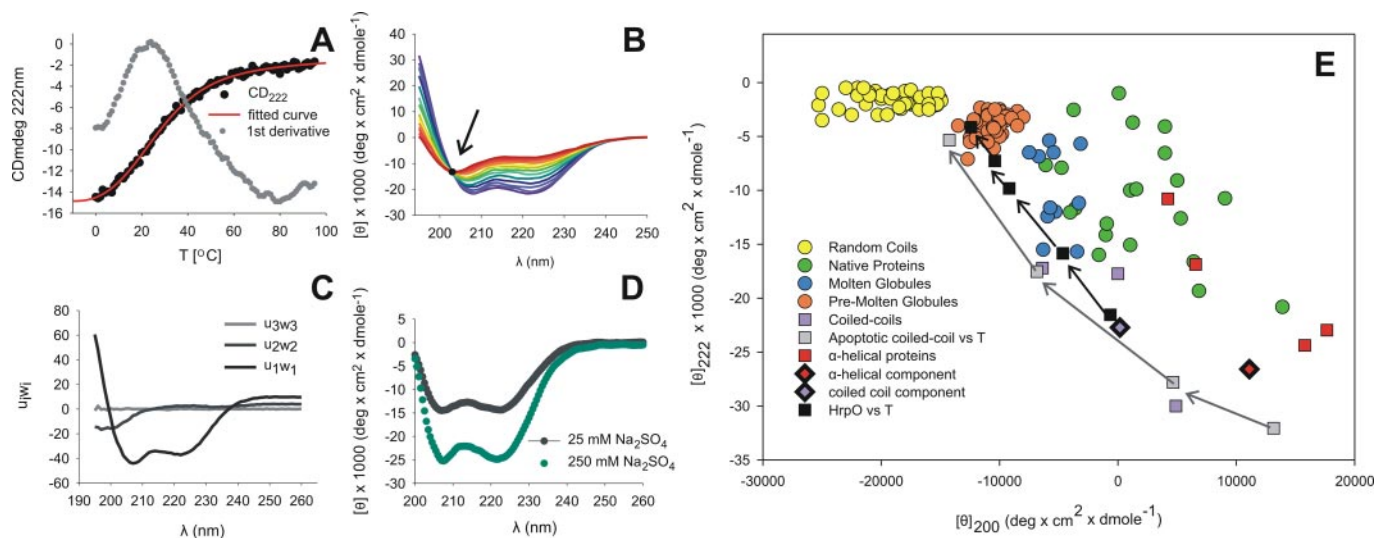 A
CDmdeg 222nm
0
-2
-4
-6
-8
-10
-12
-14
-16
CD222
fitted curve
1st derivative
0 20 40 60 80 100
T [°C]
B
[θ] x 1000 (deg x cm² x dmole⁻¹)
40
30
20
10
0
-10
-20
-30
200 210 220 230 240 250
λ (nm)
C
uiwi
80
60
40
20
0
-20
-40
-60
u3w3
u2w2
u1w1
190 200 210 220 230 240 250 260
λ (nm)
D
[θ] x 1000 (deg x cm² x dmole⁻¹)
5
0
-5
-10
-15
-20
-25
-30
25 mM Na2SO4
250 mM Na2SO4
200 210 220 230 240 250 260
λ (nm)
E
[θ]222 x 1000 (deg x cm² x dmole⁻¹)
5
0
-5
-10
-15
-20
-25
-30
-35
Random Coils
Native Proteins
Molten Globules
Pre-Molten Globules
Coiled-coils
Apoptotic coiled-coil vs T
α-helical proteins
α-helical component
coiled coil component
HrpO vs T
-30000 -20000 -10000 0 10000 20000
[θ]200 (deg x cm² x dmole⁻¹)